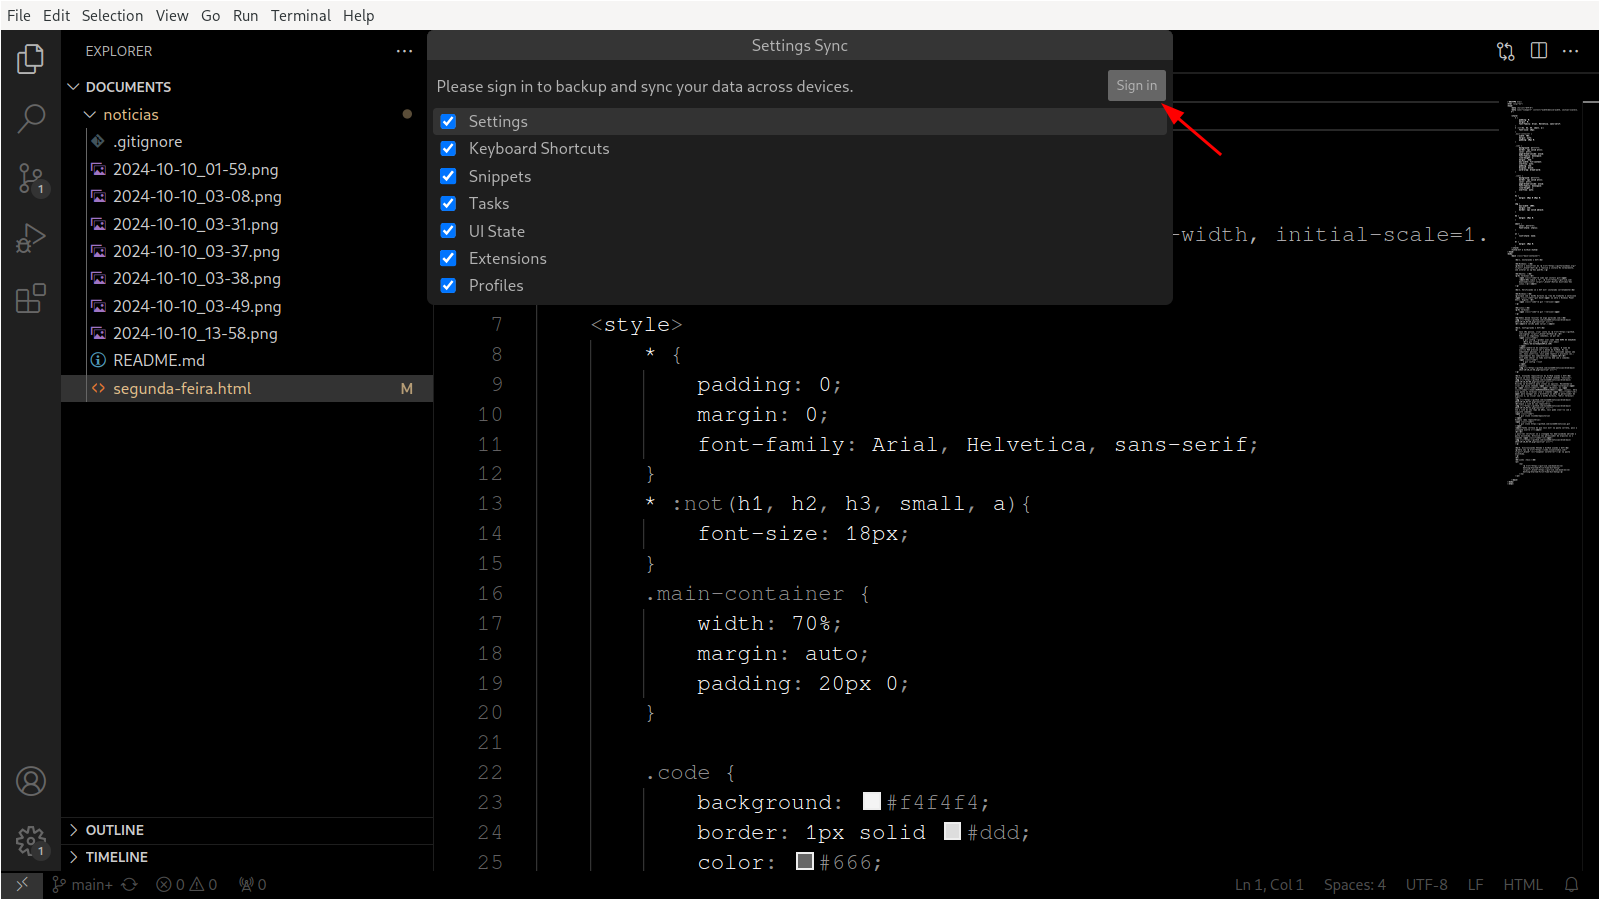 File Edit Selection View Go Run Terminal Help
EXPLORER
Settings Sync
Please sign in to backup and sync your data across devices.
Sign in
Settings
Keyboard Shortcuts
Snippets
Tasks
UI State
Extensions
Profiles
DOCUMENTS
noticias
.gitignore
2024-10-10_01-59.png
2024-10-10_03-08.png
2024-10-10_03-31.png
2024-10-10_03-37.png
2024-10-10_03-38.png
2024-10-10_03-49.png
2024-10-10_13-58.png
README.md
segunda-feira.html M
1
-width, initial-scale=1.
7 <style>
8 * {
9 padding: 0;
10 margin: 0;
11 font-family: Arial, Helvetica, sans-serif;
12 }
13 * :not(h1, h2, h3, small, a){
14 font-size: 18px;
15 }
16 .main-container {
17 width: 70%;
18 margin: auto;
19 padding: 20px 0;
20 }
21
22 .code {
23 background: #f4f4f4;
24 border: 1px solid #ddd;
25 color: #666;
OUTLINE
TIMELINE
1
main+ 0 0 0
Ln 1, Col 1 Spaces: 4 UTF-8 LF HTML